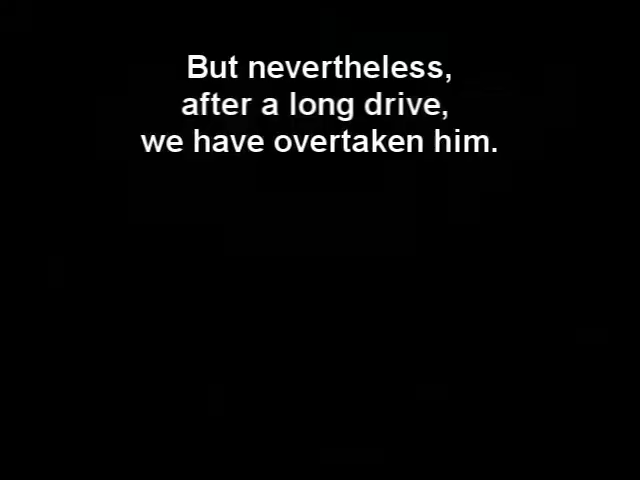 But nevertheless,
after a long drive,
we have overtaken him.